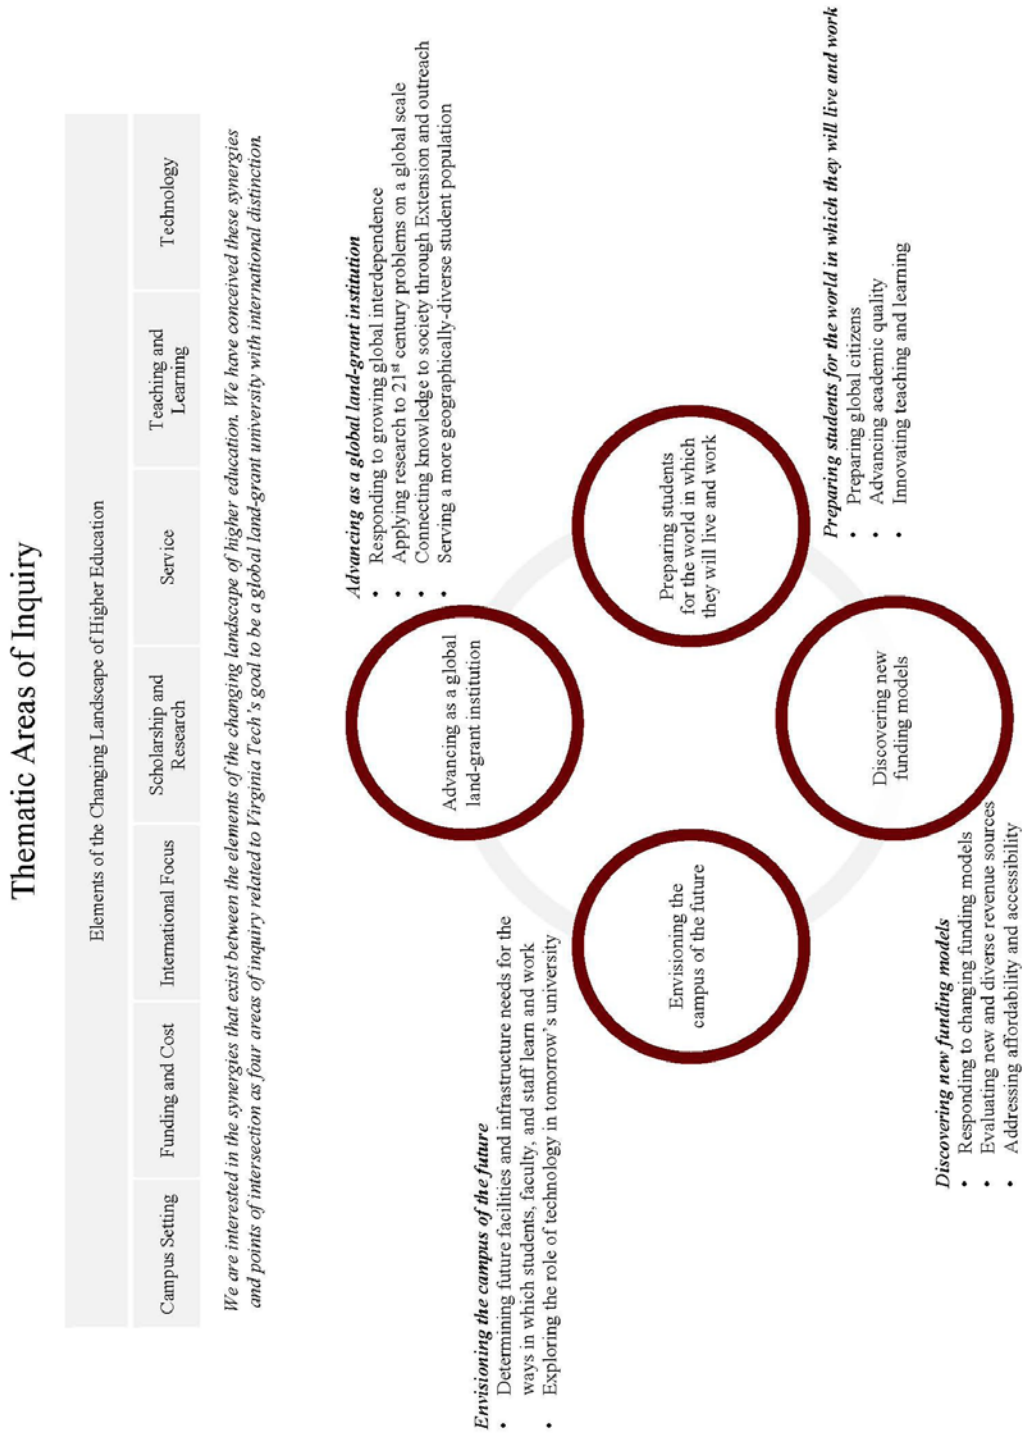 Thematic Areas of Inquiry
Elements of the Changing Landscape of Higher Education
Campus Setting
Funding and Cost
International Focus
Scholarship and
Research
Service
Teaching and
Learning
Technology
We are interested in the synergies that exist between the elements of the changing landscape of higher education. We have conceived these synergies
and points of intersection as four areas of inquiry related to Virginia Tech's goal to be a global land-grant university with international distinction.
Advancing as a global land-grant institution
• Responding to growing global interdependence
• Applying research to 21st century problems on a global scale
• Connecting knowledge to society through Extension and outreach
• Serving a more geographically-diverse student population
Advancing as a global
land-grant institution
Envisioning the campus of the future
• Determining future facilities and infrastructure needs for the
ways in which students, faculty, and staff learn and work
• Exploring the role of technology in tomorrow's university
Envisioning the
campus of the future
Preparing students
for the world in which
they will live and work
Preparing students for the world in which they will live and work
• Preparing global citizens
• Advancing academic quality
• Innovating teaching and learning
Discovering new
funding models
Discovering new funding models
• Responding to changing funding models
• Evaluating new and diverse revenue sources
• Addressing affordability and accessibility